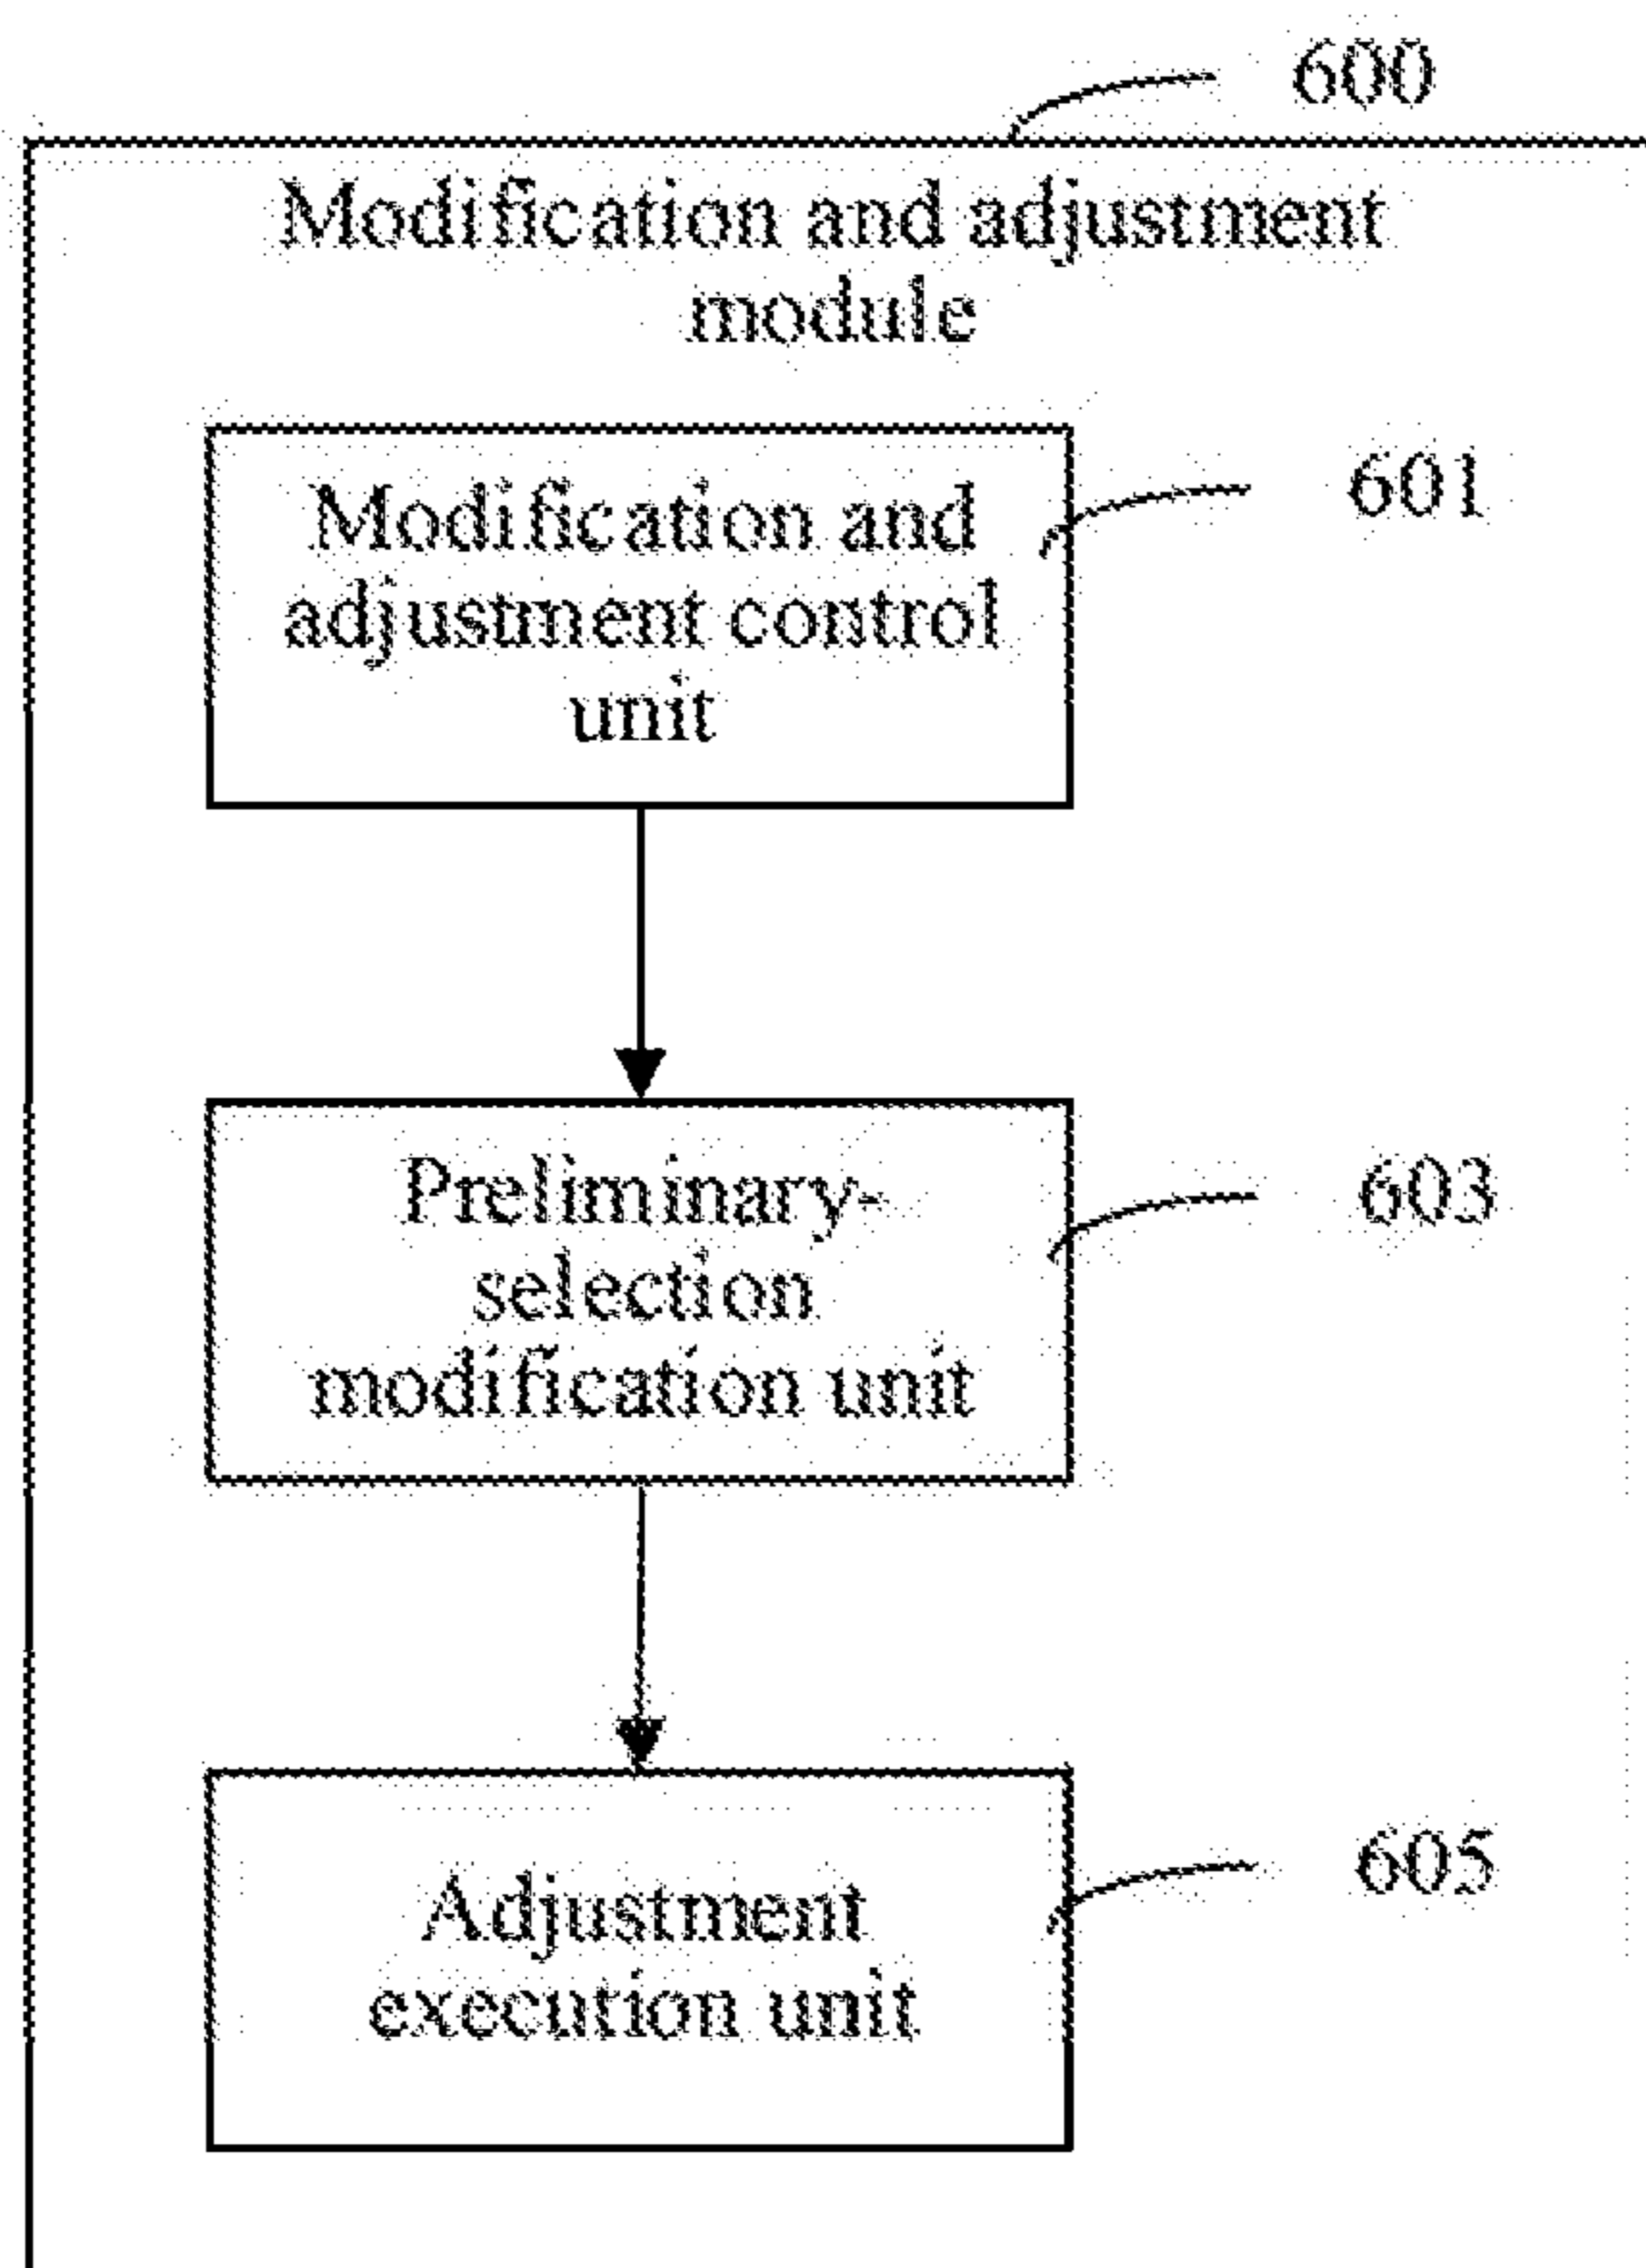 600
Modification and adjustment
module
Modification and
adjustment control
unit
601
Preliminary-
selection
modification unit
603
Adjustment
execution unit
605